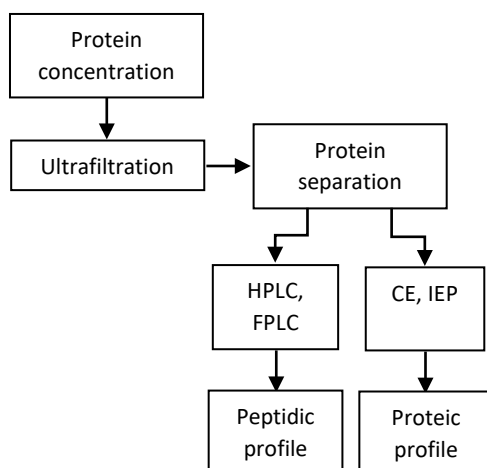 Protein
concentration
Ultrafiltration
Protein
separation
HPLC,
FPLC
CE, IEP
Peptidic
profile
Proteic
profile